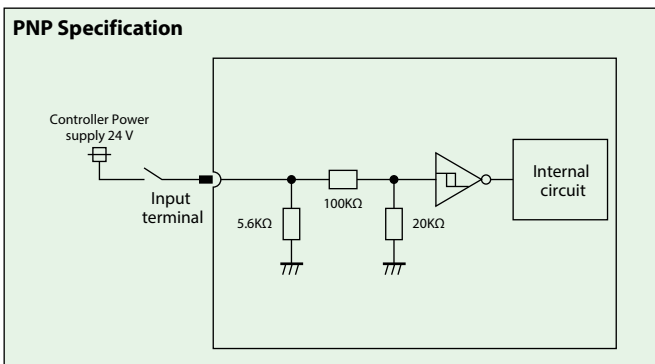 PNP Specification
Controller Power
supply 24 V
Input
terminal
5.6KΩ
100KΩ
20KΩ
Internal
circuit